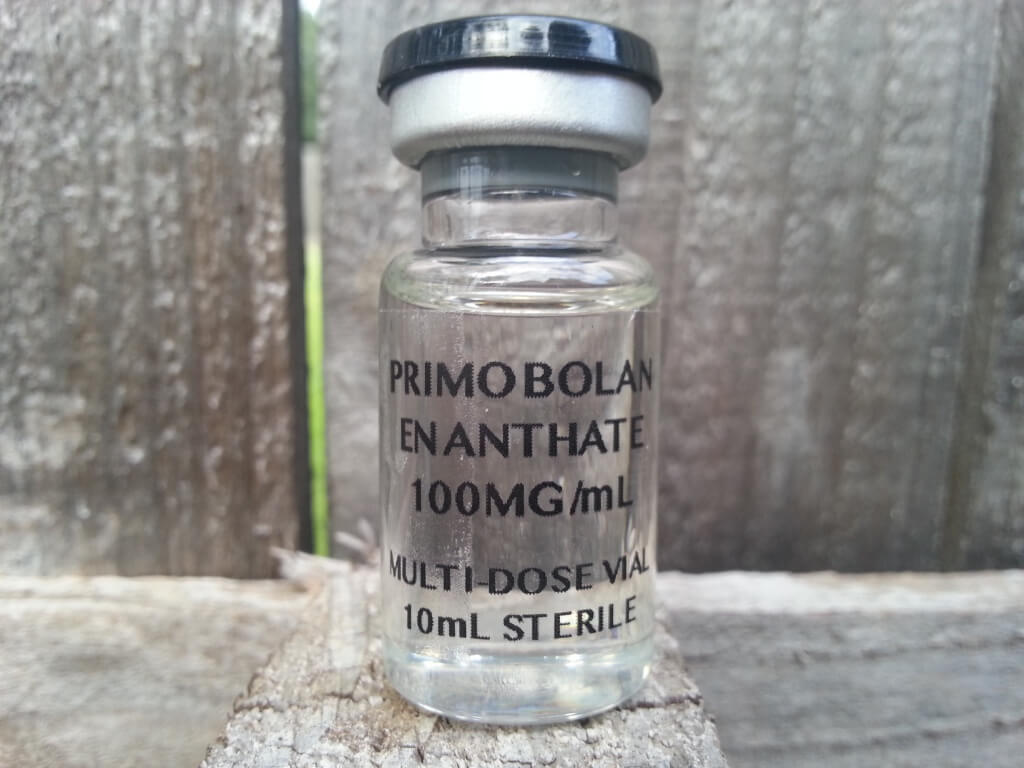 PRIMOBOLAN
ENANTHATE
100MG/mL
MULTI-DOSE VIAL
10mL STERILE